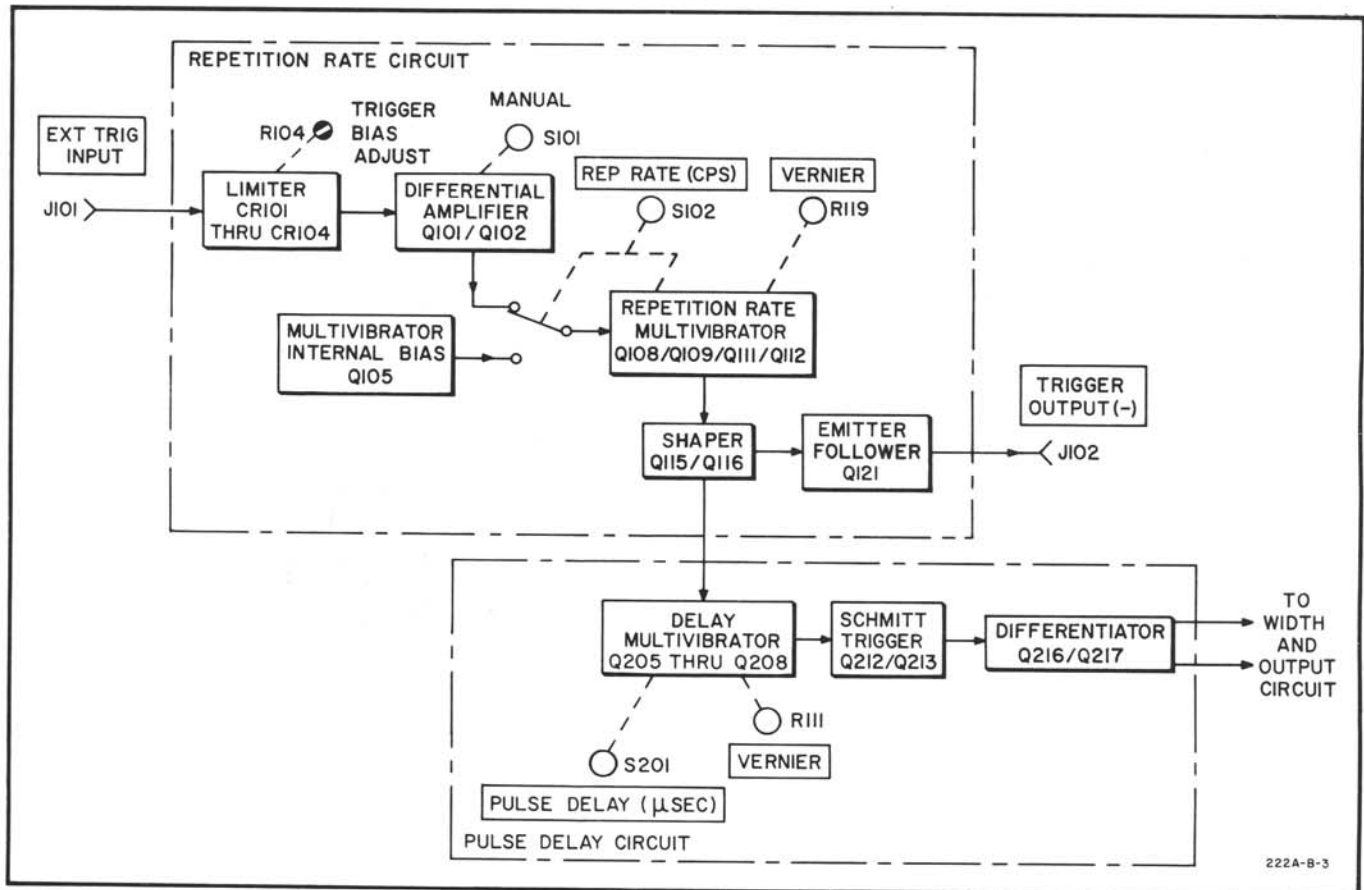 REPETITION RATE CIRCUIT
EXT TRIG
INPUT
J101
R104
TRIGGER
BIAS
ADJUST
MANUAL
S101
LIMITER
CR101
THRU CR104
DIFFERENTIAL
AMPLIFIER
Q101/Q102
REP RATE (CPS)
S102
VERNIER
R119
MULTIVIBRATOR
INTERNAL BIAS
Q105
REPETITION RATE
MULTIVIBRATOR
Q108/Q109/Q111/Q112
SHAPER
Q115/Q116
EMITTER
FOLLOWER
Q121
TRIGGER
OUTPUT (-)
J102
DELAY
MULTIVIBRATOR
Q205 THRU Q208
SCHMITT
TRIGGER
Q212/Q213
DIFFERENTIATOR
Q216/Q217
TO
WIDTH
AND
OUTPUT
CIRCUIT
R111
VERNIER
S201
PULSE DELAY (μSEC)
PULSE DELAY CIRCUIT
222A-B-3